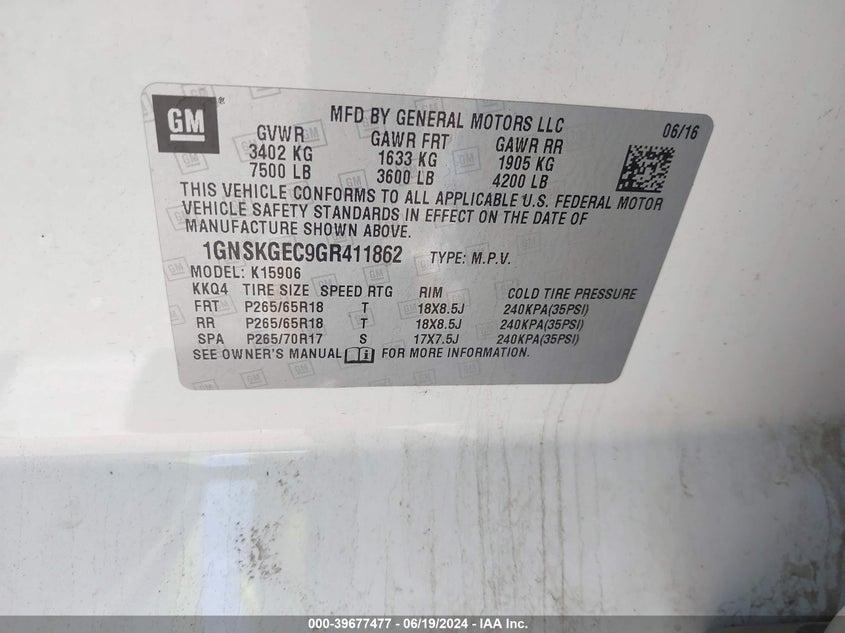 GM
MFD BY GENERAL MOTORS LLC 06/16
GVWR GAWR FRT GAWR RR
3402 KG 1633 KG 1905 KG
7500 LB 3600 LB 4200 LB
THIS VEHICLE CONFORMS TO ALL APPLICABLE U.S. FEDERAL MOTOR
VEHICLE SAFETY STANDARDS IN EFFECT ON THE DATE OF
MANUFACTURE SHOWN ABOVE.
1GNSKGEC9GR411862 TYPE: M.P.V.
MODEL: K15906
KKQ4 TIRE SIZE SPEED RTG RIM COLD TIRE PRESSURE
FRT P265/65R18 T 18X8.5J 240KPA(35PSI)
RR P265/65R18 T 18X8.5J 240KPA(35PSI)
SPA P265/70R17 S 17X7.5J 240KPA(35PSI)
SEE OWNER'S MANUAL FOR MORE INFORMATION.
000-39677477 - 06/19/2024 - IAA Inc.